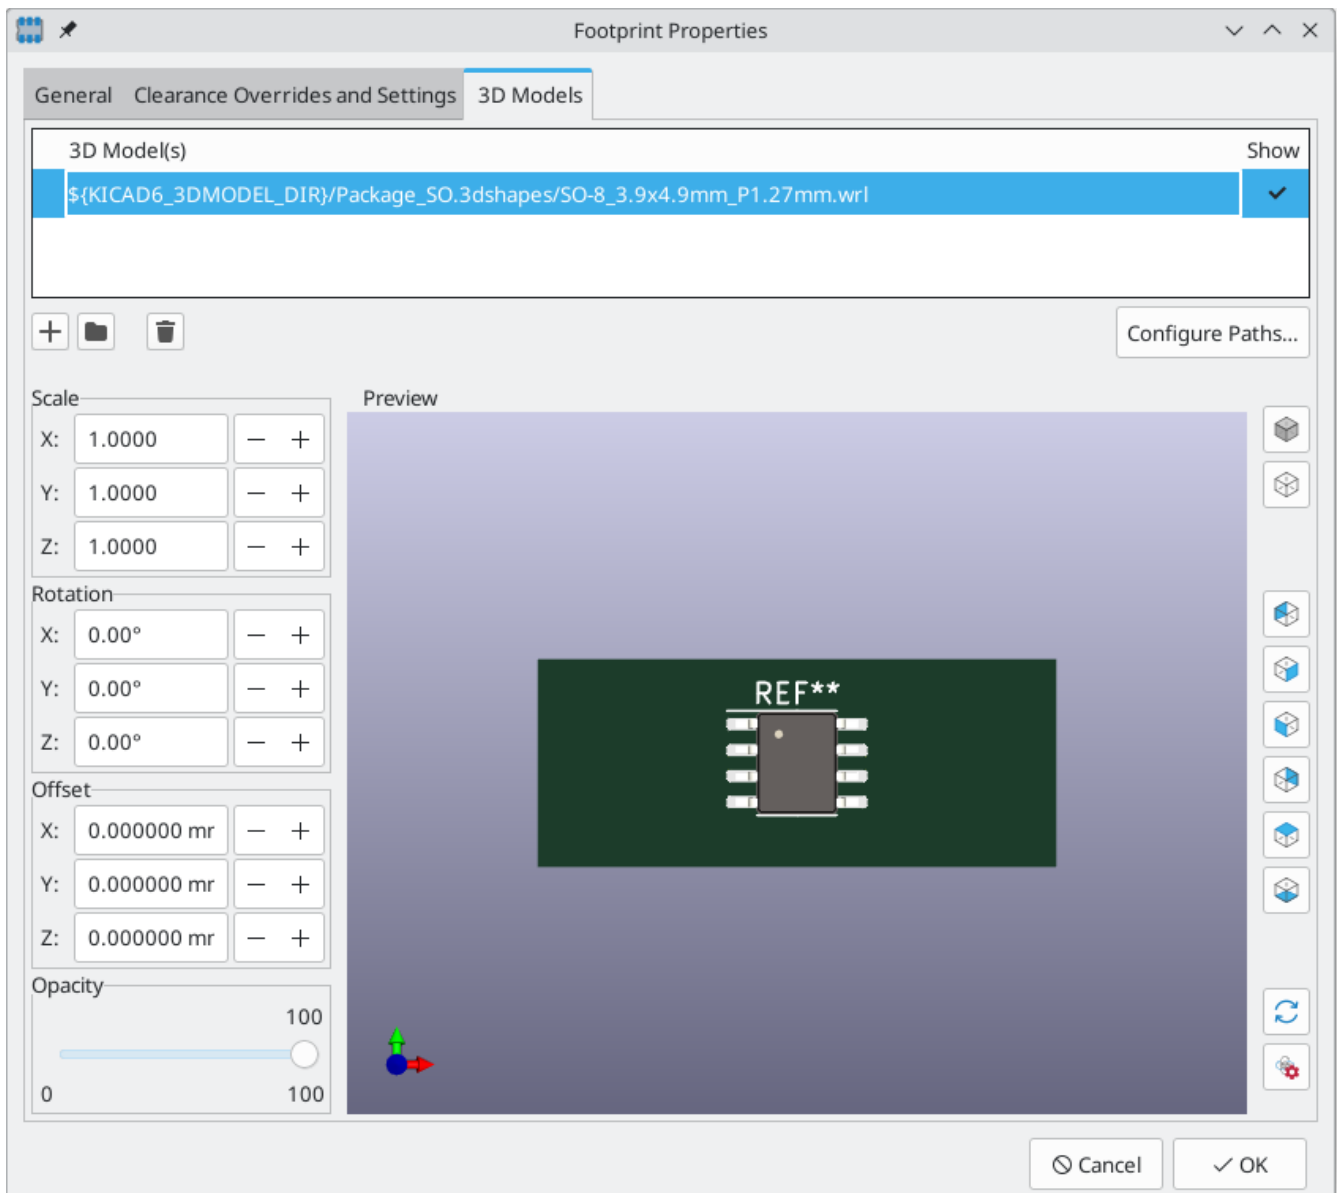 Footprint Properties
General Clearance Overrides and Settings 3D Models
3D Model(s) Show
${KICAD6_3DMODEL_DIR}/Package_SO.3dshapes/SO-8_3.9x4.9mm_P1.27mm.wrl
Configure Paths...
Scale
X: 1.0000
Y: 1.0000
Z: 1.0000
Rotation
X: 0.00°
Y: 0.00°
Z: 0.00°
Offset
X: 0.000000 mr
Y: 0.000000 mr
Z: 0.000000 mr
Opacity
100
0 100
Preview
REF**
Cancel OK